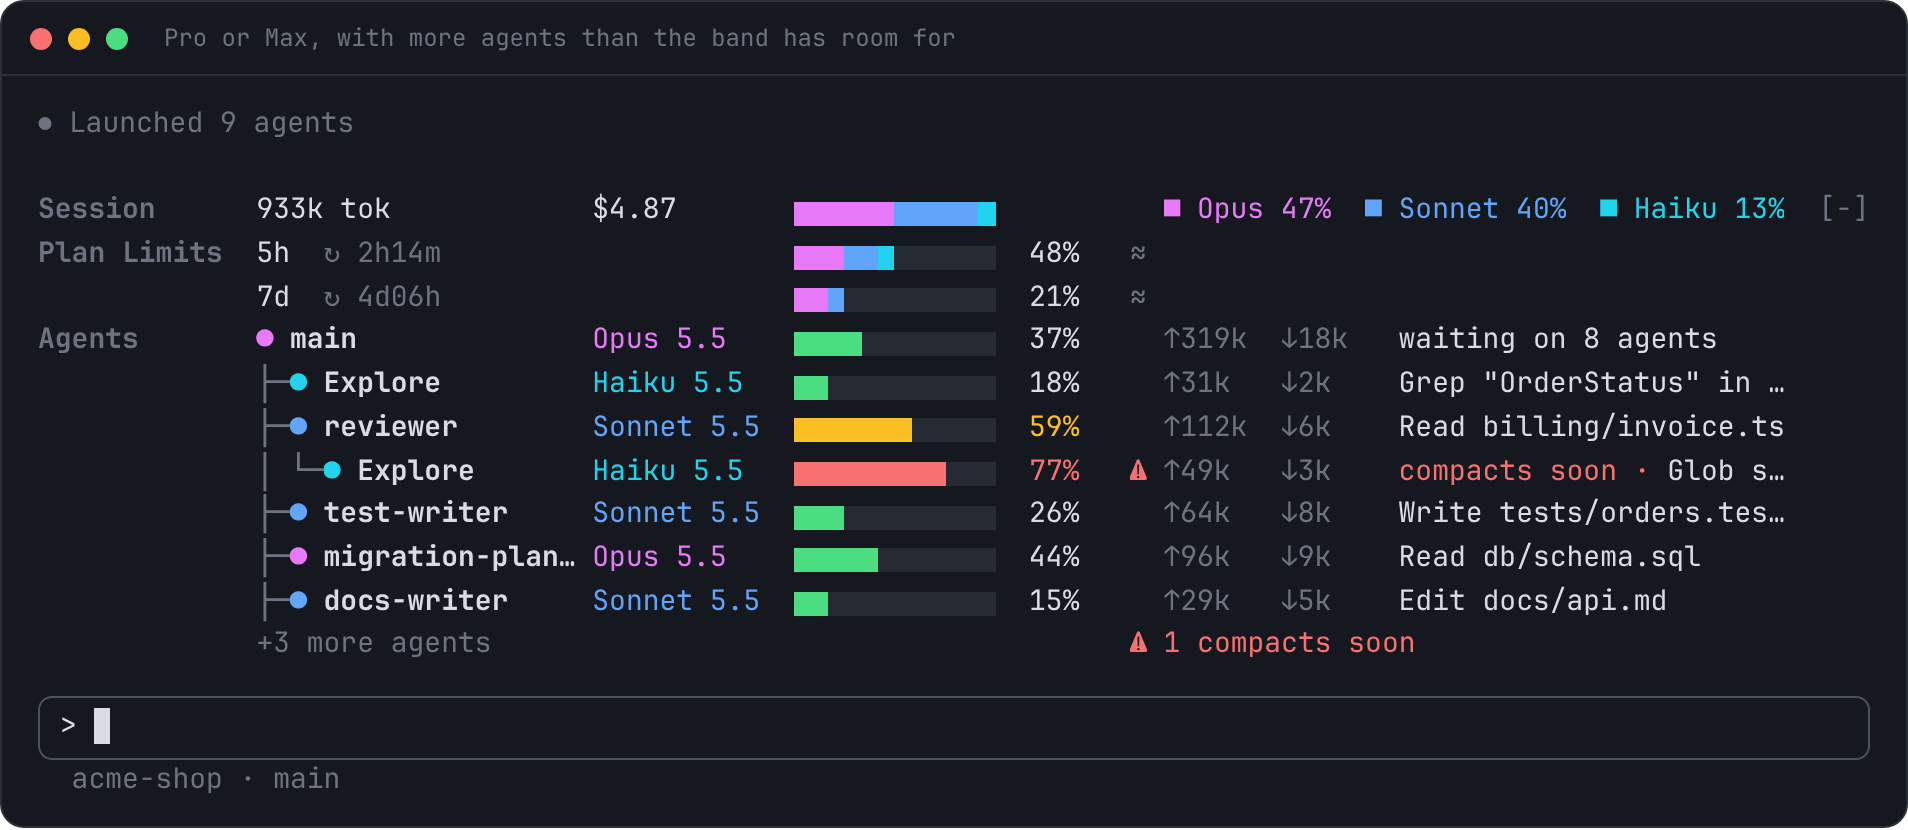 Pro or Max, with more agents than the band has room for
● Launched 9 agents
Session 933k tok $4.87 ■ Opus 47% ■ Sonnet 40% ■ Haiku 13% [-]
Plan Limits 5h ↻ 2h14m 48% ≈
7d ↻ 4d06h 21% ≈
Agents ● main Opus 5.5 37% ↑319k ↓18k waiting on 8 agents
├─● Explore Haiku 5.5 18% ↑31k ↓2k Grep "OrderStatus" in …
├─● reviewer Sonnet 5.5 59% ↑112k ↓6k Read billing/invoice.ts
│ └─● Explore Haiku 5.5 77% ⚠ ↑49k ↓3k compacts soon · Glob s…
├─● test-writer Sonnet 5.5 26% ↑64k ↓8k Write tests/orders.tes…
├─● migration-plan… Opus 5.5 44% ↑96k ↓9k Read db/schema.sql
├─● docs-writer Sonnet 5.5 15% ↑29k ↓5k Edit docs/api.md
+3 more agents ⚠ 1 compacts soon
>
acme-shop · main